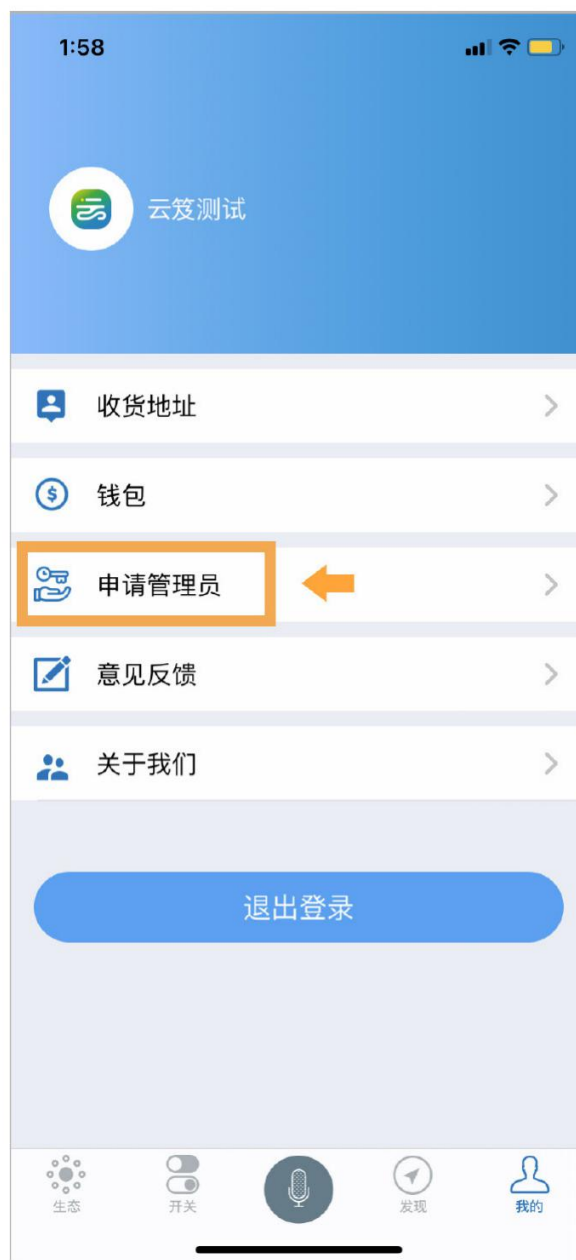 1:58
云笈测试
收货地址
钱包
申请管理员
意见反馈
关于我们
退出登录
生态
开关
发现
我的